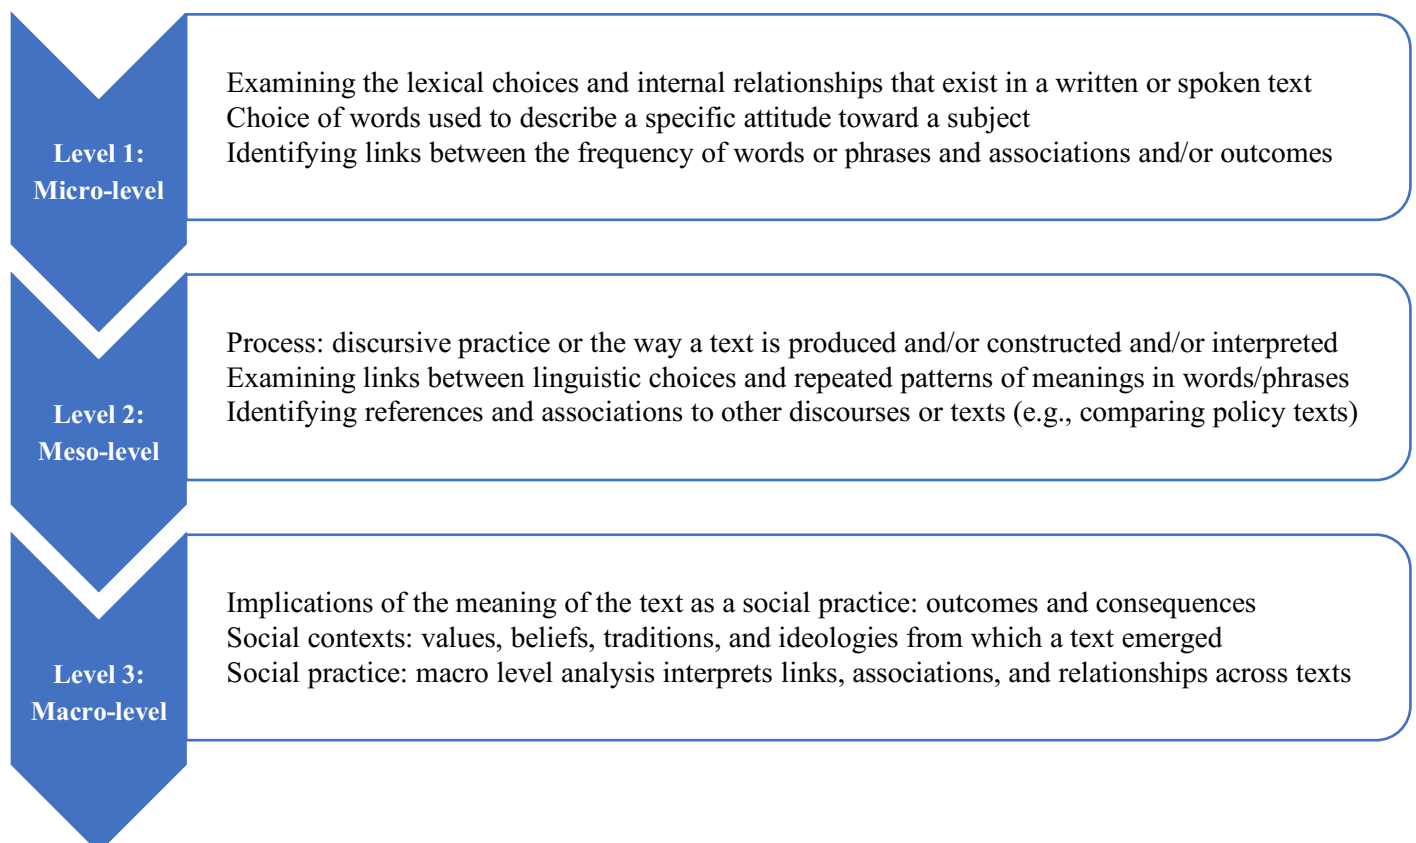 Level 1:
Micro-level
Examining the lexical choices and internal relationships that exist in a written or spoken text
Choice of words used to describe a specific attitude toward a subject
Identifying links between the frequency of words or phrases and associations and/or outcomes
Level 2:
Meso-level
Process: discursive practice or the way a text is produced and/or constructed and/or interpreted
Examining links between linguistic choices and repeated patterns of meanings in words/phrases
Identifying references and associations to other discourses or texts (e.g., comparing policy texts)
Level 3:
Macro-level
Implications of the meaning of the text as a social practice: outcomes and consequences
Social contexts: values, beliefs, traditions, and ideologies from which a text emerged
Social practice: macro level analysis interprets links, associations, and relationships across texts